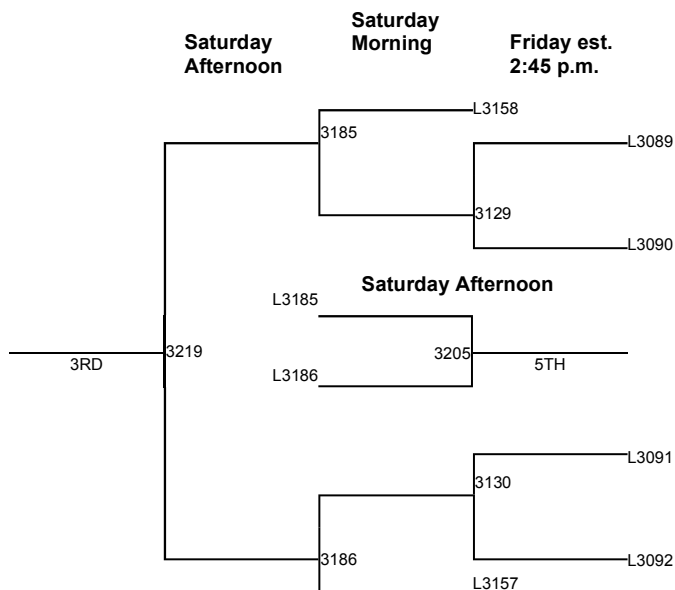 Saturday
Morning
Saturday
Afternoon
Friday est.
2:45 p.m.
L3158
3185
L3089
3129
L3090
Saturday Afternoon
L3185
3219
3205
3RD
5TH
L3186
L3091
3130
3186
L3092
L3157